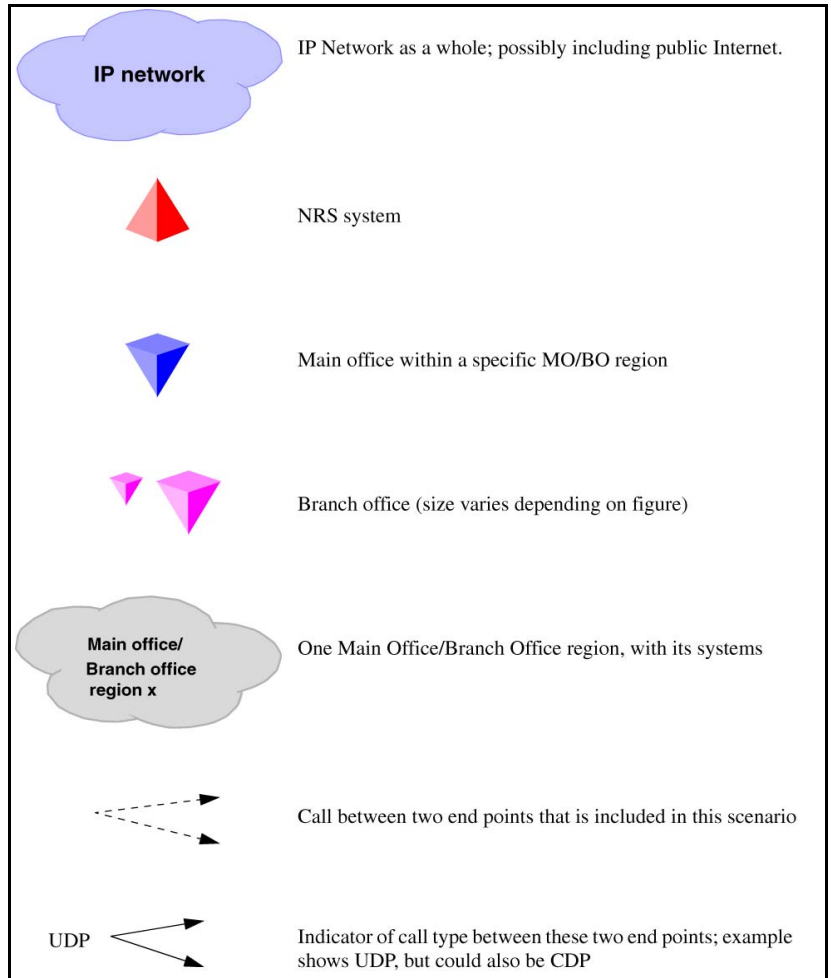 IP network
IP Network as a whole; possibly including public Internet.
NRS system
Main office within a specific MO/BO region
Branch office (size varies depending on figure)
Main office/
Branch office
region x
One Main Office/Branch Office region, with its systems
Call between two end points that is included in this scenario
UDP
Indicator of call type between these two end points; example
shows UDP, but could also be CDP